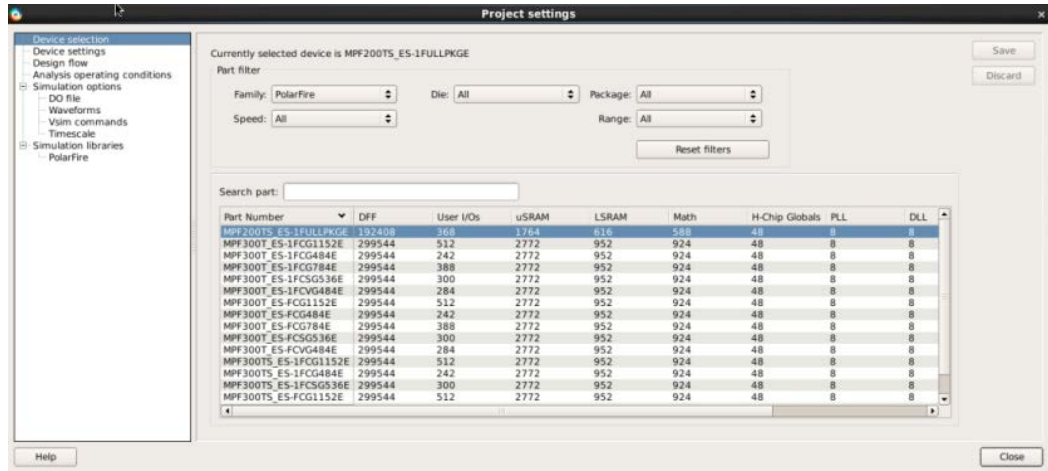 Project settings
Device selection
Device settings
Design flow
Analysis operating conditions
Simulation options
DO file
Waveforms
Vsim commands
Timescale
Simulation libraries
PolarFire
Currently selected device is MPF200TS_ES-1FULLPKGE
Part filter
Family: PolarFire Die: All Package: All
Speed: All Range: All
Reset filters
Search part:
Part Number DFF User I/Os uSRAM LSRAM Math H-Chip Globals PLL DLL
MPF200TS_ES-1FULLPKGE 192408 368 1764 616 588 48 8 8
MPF300T_ES-1FCG1152E 299544 512 2772 952 924 48 8 8
MPF300T_ES-1FCG484E 299544 242 2772 952 924 48 8 8
MPF300T_ES-1FCG784E 299544 388 2772 952 924 48 8 8
MPF300T_ES-1FCSG536E 299544 300 2772 952 924 48 8 8
MPF300T_ES-1FCVG484E 299544 284 2772 952 924 48 8 8
MPF300T_ES-FCG1152E 299544 512 2772 952 924 48 8 8
MPF300T_ES-FCG484E 299544 242 2772 952 924 48 8 8
MPF300T_ES-FCG784E 299544 388 2772 952 924 48 8 8
MPF300T_ES-FCSG536E 299544 300 2772 952 924 48 8 8
MPF300T_ES-FCVG484E 299544 284 2772 952 924 48 8 8
MPF300TS_ES-1FCG1152E 299544 512 2772 952 924 48 8 8
MPF300TS_ES-1FCG484E 299544 242 2772 952 924 48 8 8
MPF300TS_ES-1FCSG536E 299544 300 2772 952 924 48 8 8
MPF300TS_ES-FCG1152E 299544 512 2772 952 924 48 8 8
Save
Discard
Help
Close